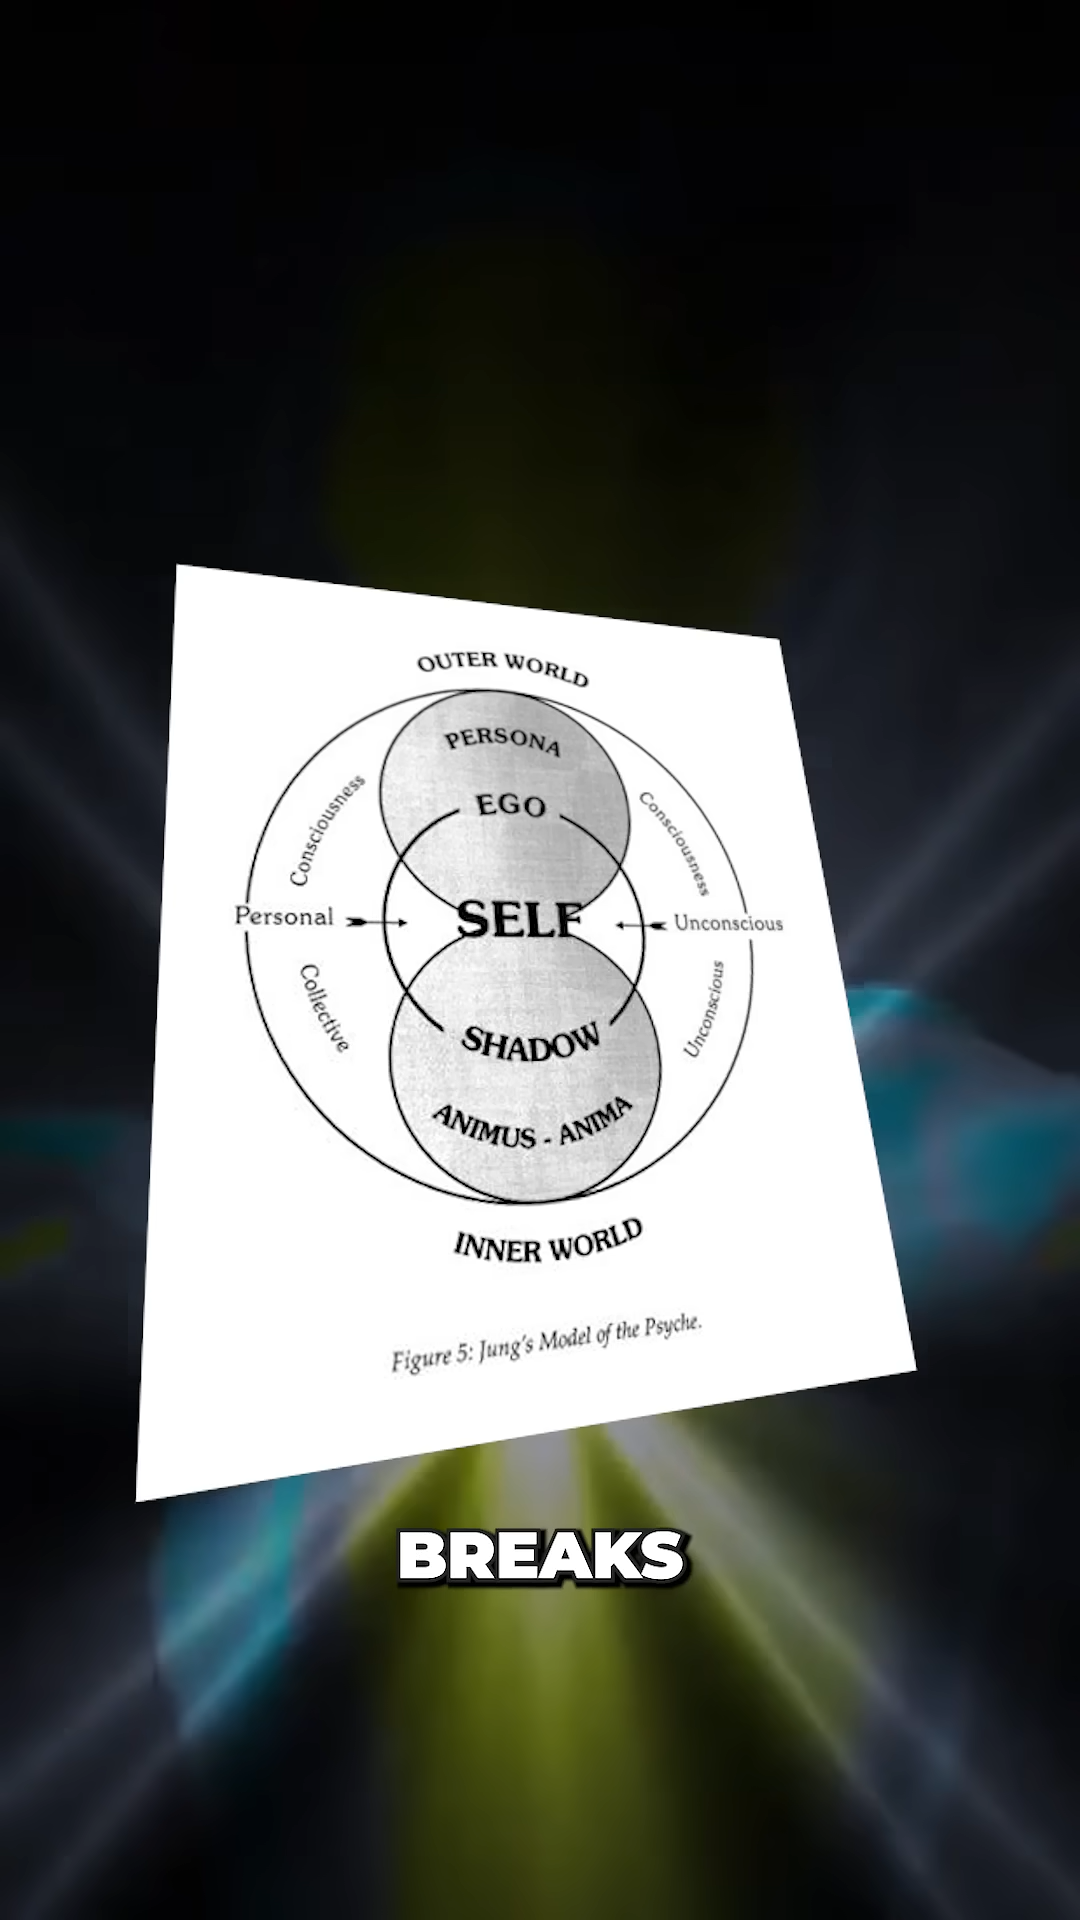 OUTER WORLD
PERSONA
EGO
Consciousness
Consciousness
SELF
Personal
Unconscious
Collective
Unconscious
SHADOW
ANIMUS - ANIMA
INNER WORLD
Figure 5: Jung's Model of the Psyche.
BREAKS